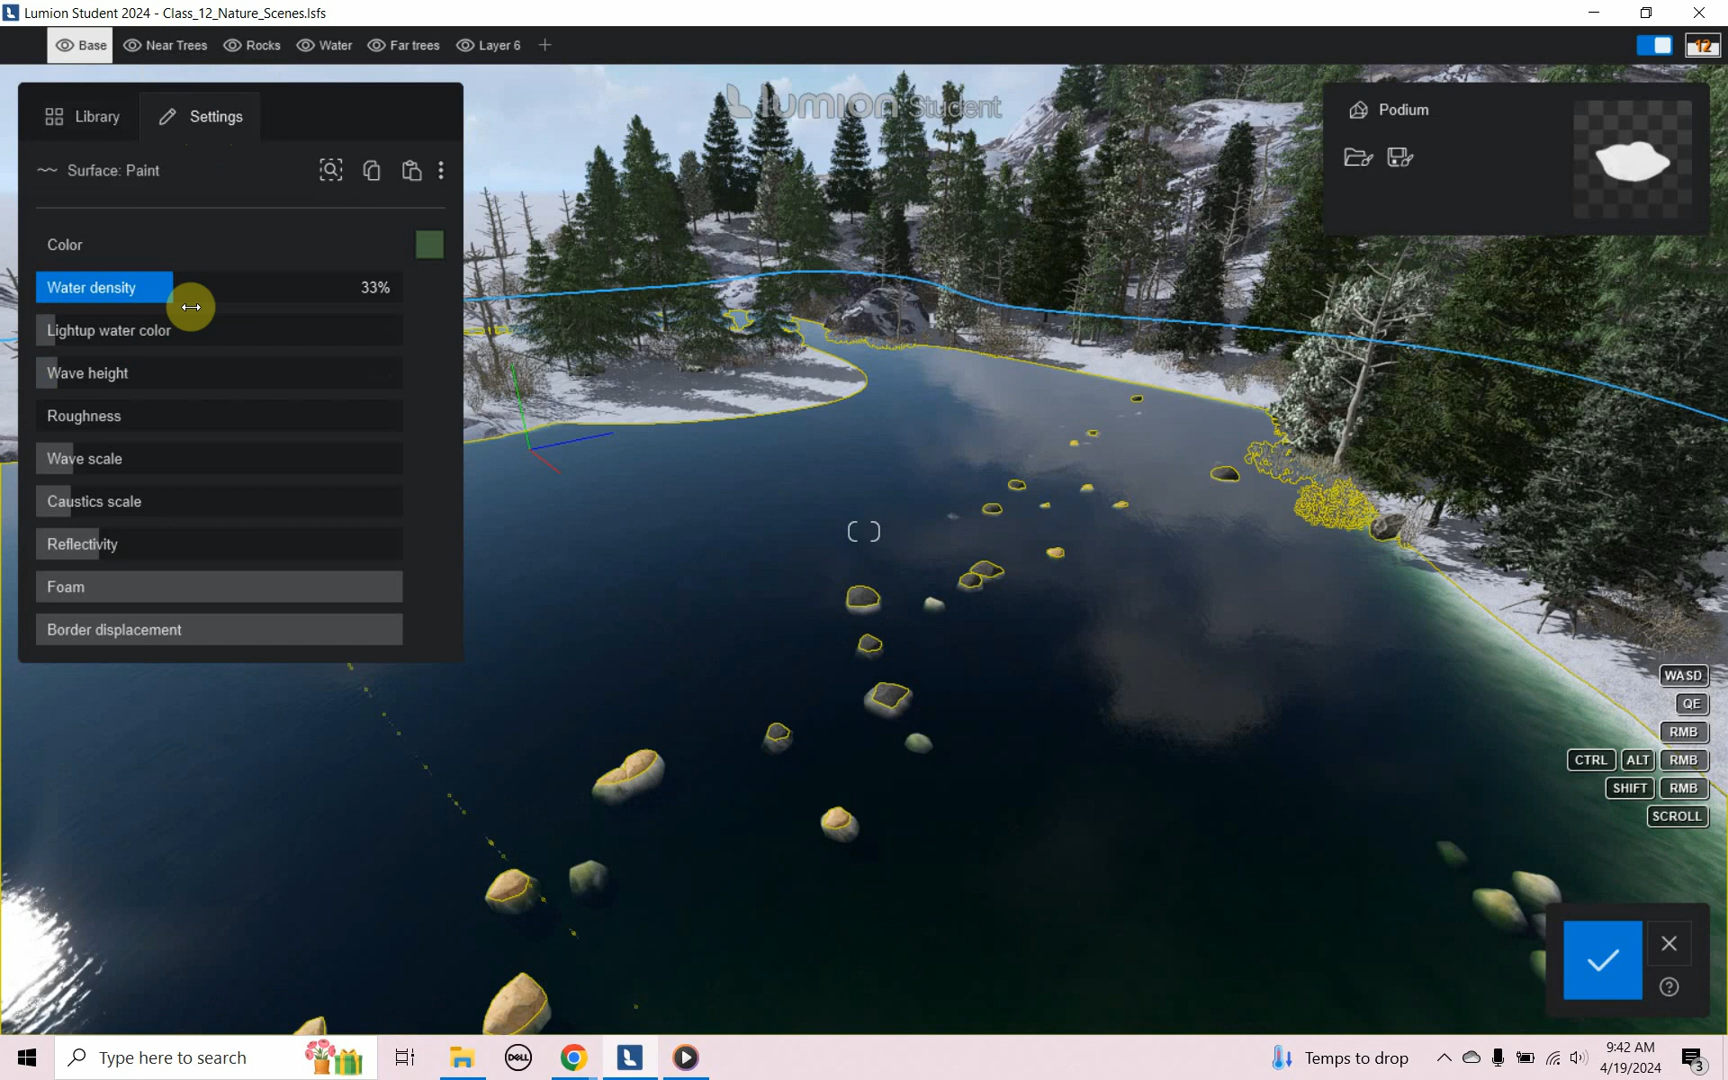 Lumion Student 2024 - Class_12_Nature_Scenes.lsfs
Base
Near Trees
Rocks
Water
Far trees
Layer 6
12
Lumion Student
Library
Settings
Surface: Paint
Color
Water density 33%
Lightup water color
Wave height
Roughness
Wave scale
Caustics scale
Reflectivity
Foam
Border displacement
Podium
WASD
QE
RMB
CTRL ALT RMB
SHIFT RMB
SCROLL
Type here to search
DELL
Temps to drop
9:42 AM
4/19/2024
3